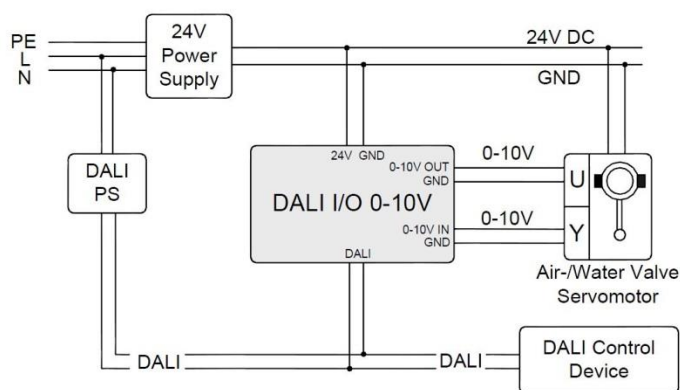 PE
L
N
24V
Power
Supply
24V DC
GND
DALI
PS
24V GND
0-10V OUT
GND
DALI I/O 0-10V
0-10V IN
GND
DALI
0-10V
0-10V
U
Y
Air-/Water Valve
Servomotor
DALI
DALI
DALI Control
Device